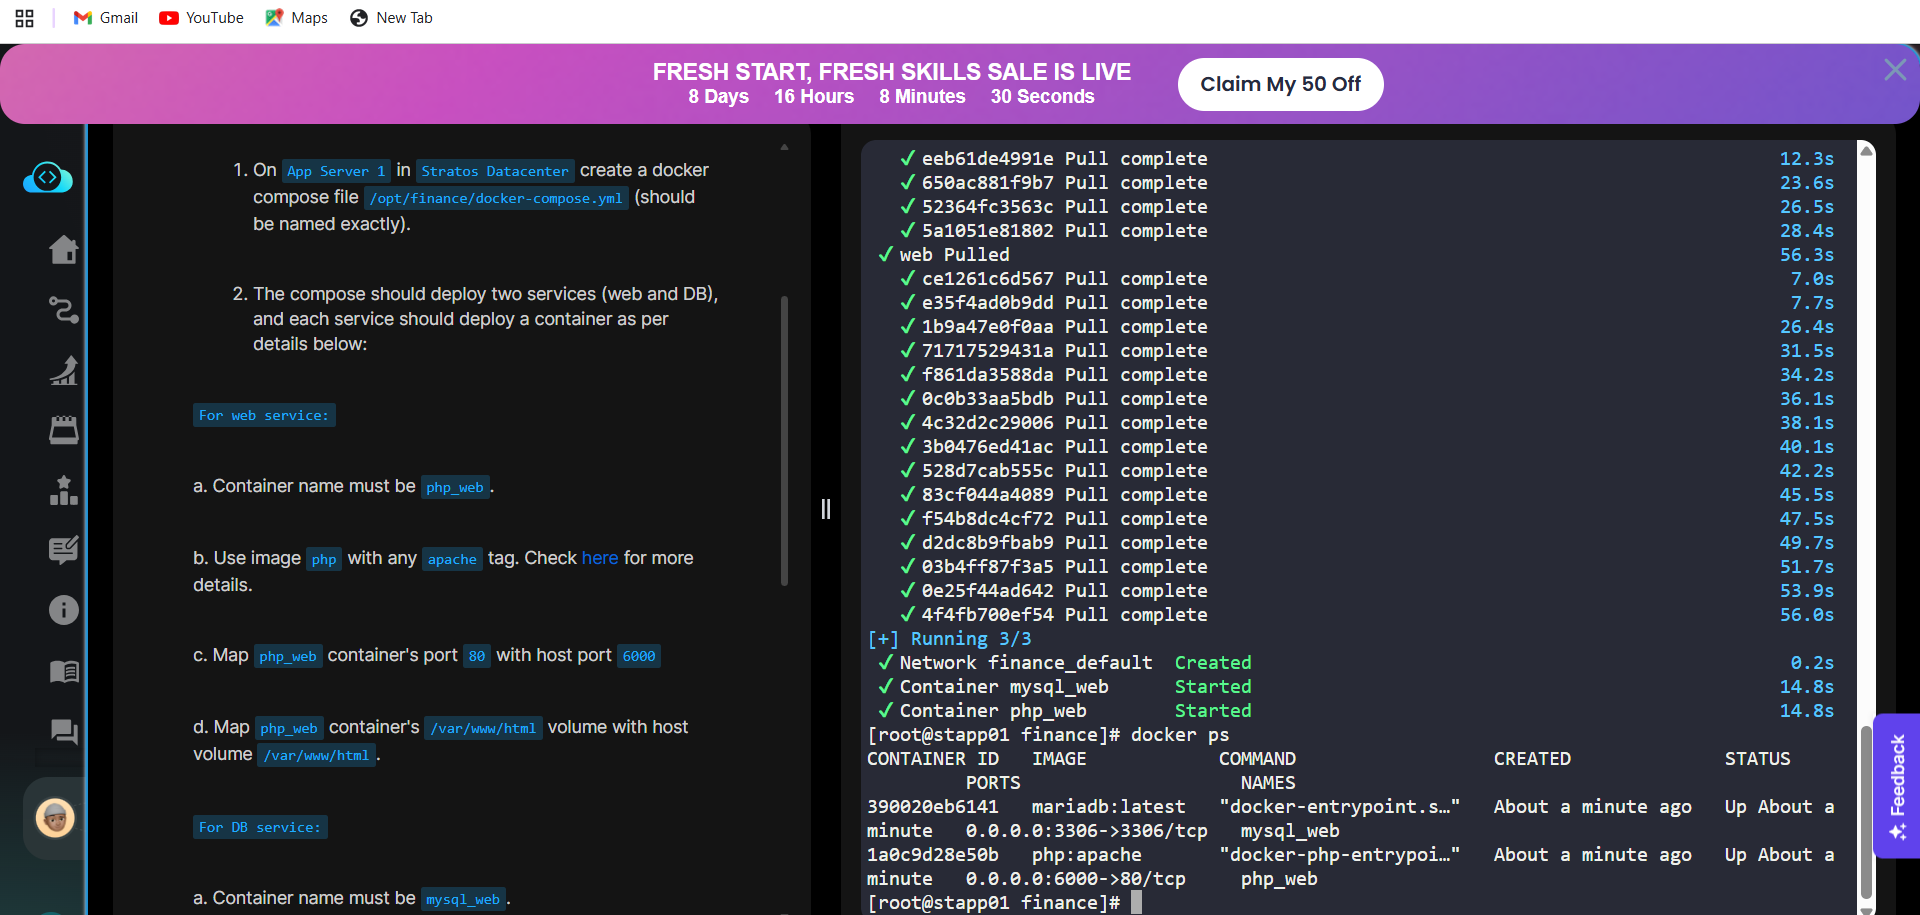 Gmail
YouTube
Maps
New Tab
FRESH START, FRESH SKILLS SALE IS LIVE
8 Days 16 Hours 8 Minutes 30 Seconds
Claim My 50 Off
1. On App Server 1 in Stratos Datacenter create a docker
compose file /opt/finance/docker-compose.yml (should
be named exactly).
2. The compose should deploy two services (web and DB),
and each service should deploy a container as per
details below:
For web service:
a. Container name must be php_web.
b. Use image php with any apache tag. Check here for more
details.
c. Map php_web container's port 80 with host port 6000
d. Map php_web container's /var/www/html volume with host
volume /var/www/html.
For DB service:
a. Container name must be mysql_web.
✓ eeb61de4991e Pull complete 12.3s
✓ 650ac881f9b7 Pull complete 23.6s
✓ 52364fc3563c Pull complete 26.5s
✓ 5a1051e81802 Pull complete 28.4s
✓ web Pulled 56.3s
✓ ce1261c6d567 Pull complete 7.0s
✓ e35f4ad0b9dd Pull complete 7.7s
✓ 1b9a47e0f0aa Pull complete 26.4s
✓ 71717529431a Pull complete 31.5s
✓ f861da3588da Pull complete 34.2s
✓ 0c0b33aa5bdb Pull complete 36.1s
✓ 4c32d2c29006 Pull complete 38.1s
✓ 3b0476ed41ac Pull complete 40.1s
✓ 528d7cab555c Pull complete 42.2s
✓ 83cf044a4089 Pull complete 45.5s
✓ f54b8dc4cf72 Pull complete 47.5s
✓ d2dc8b9fbab9 Pull complete 49.7s
✓ 03b4ff87f3a5 Pull complete 51.7s
✓ 0e25f44ad642 Pull complete 53.9s
✓ 4f4fb700ef54 Pull complete 56.0s
[+] Running 3/3
✓ Network finance_default Created 0.2s
✓ Container mysql_web Started 14.8s
✓ Container php_web Started 14.8s
[root@stapp01 finance]# docker ps
CONTAINER ID IMAGE COMMAND CREATED STATUS
PORTS NAMES
390020eb6141 mariadb:latest "docker-entrypoint.s…" About a minute ago Up About a
minute 0.0.0.0:3306->3306/tcp mysql_web
1a0c9d28e50b php:apache "docker-php-entrypoi…" About a minute ago Up About a
minute 0.0.0.0:6000->80/tcp php_web
[root@stapp01 finance]#
Feedback